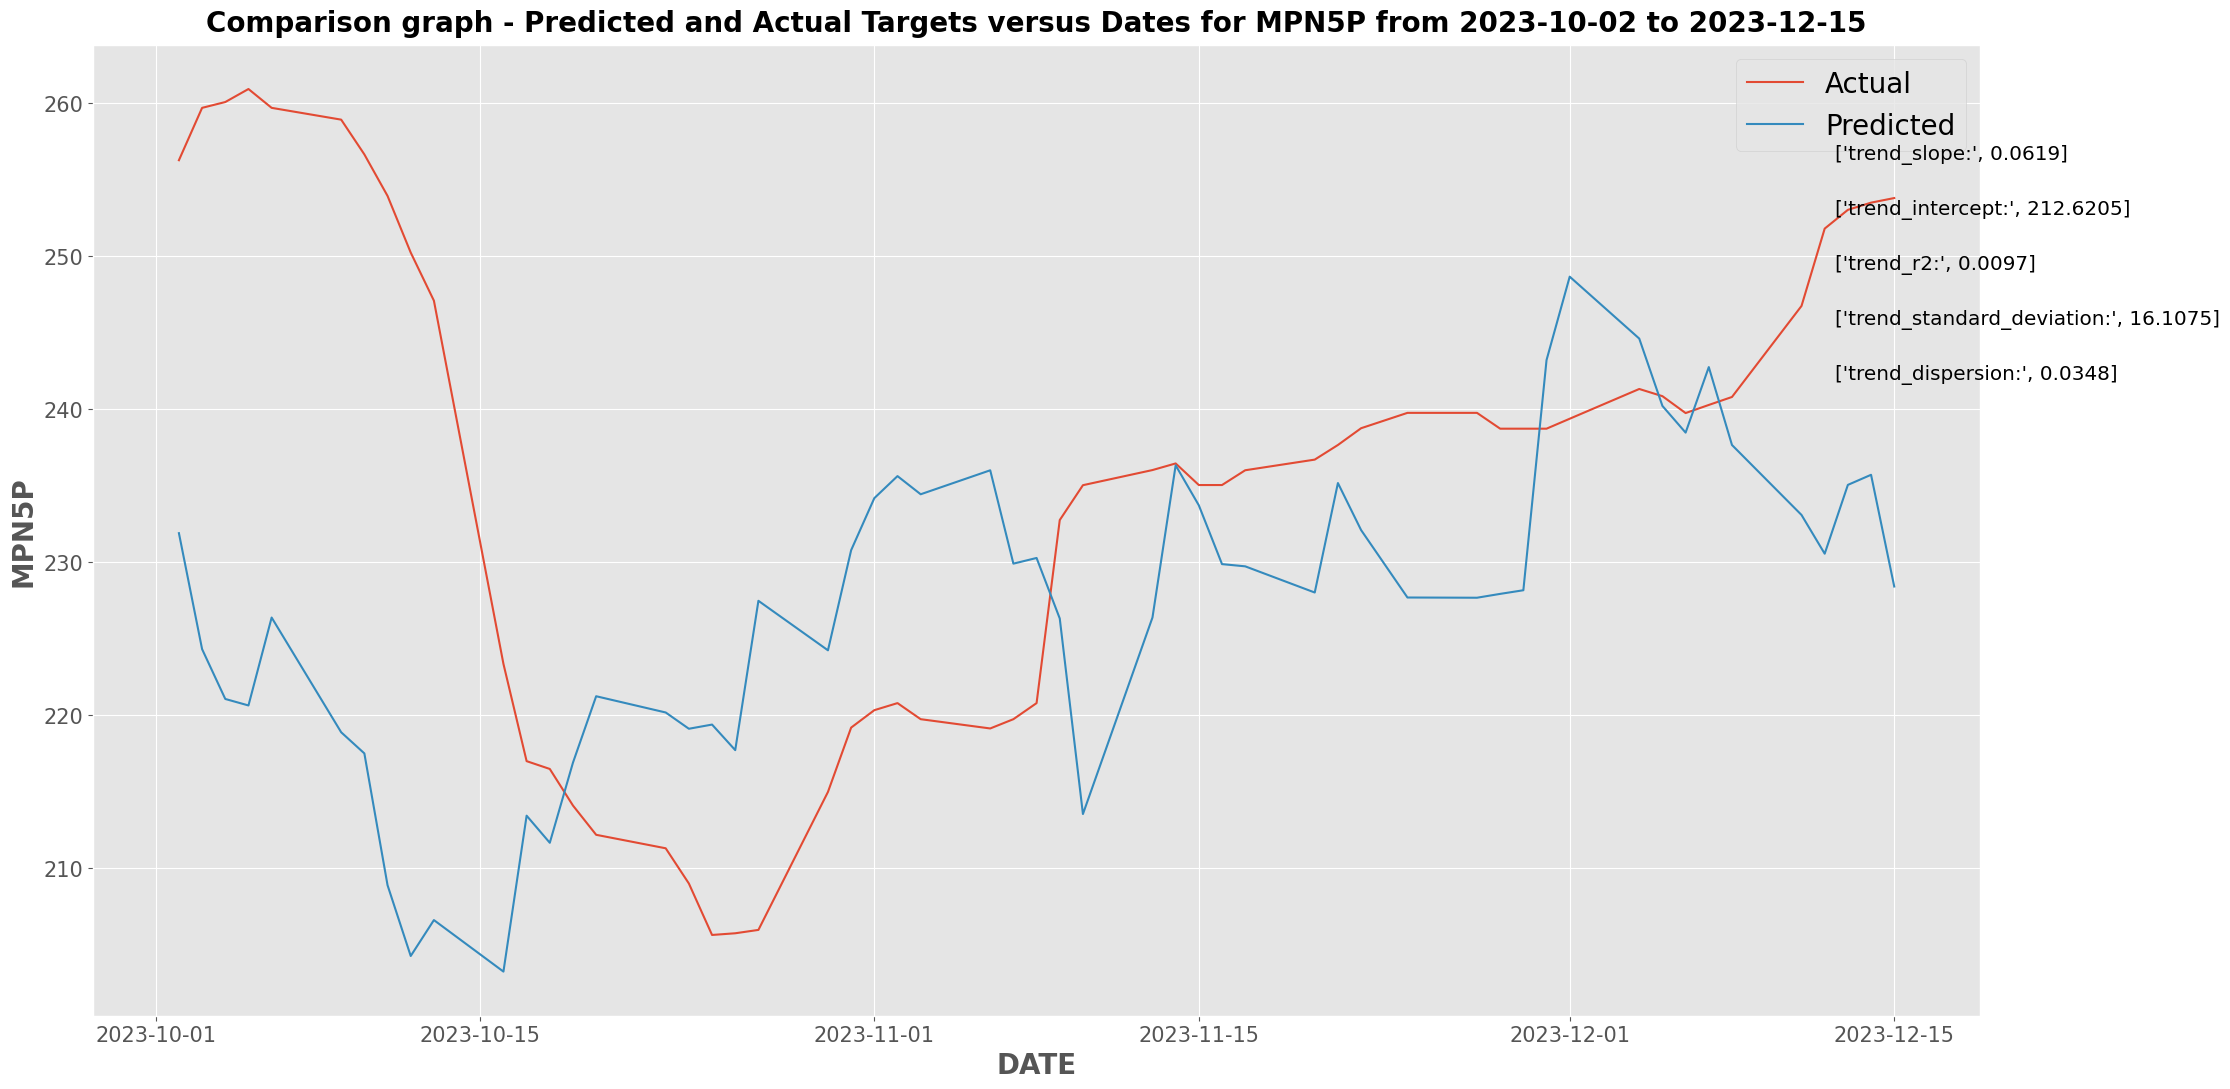 Comparison graph - Predicted and Actual Targets versus Dates for MPN5P from 2023-10-02 to 2023-12-15
Actual
Predicted
['trend_slope:', 0.0619]
['trend_intercept:', 212.6205]
['trend_r2:', 0.0097]
['trend_standard_deviation:', 16.1075]
['trend_dispersion:', 0.0348]
260
250
240
230
220
210
MPN5P
2023-10-01
2023-10-15
2023-11-01
2023-11-15
2023-12-01
2023-12-15
DATE